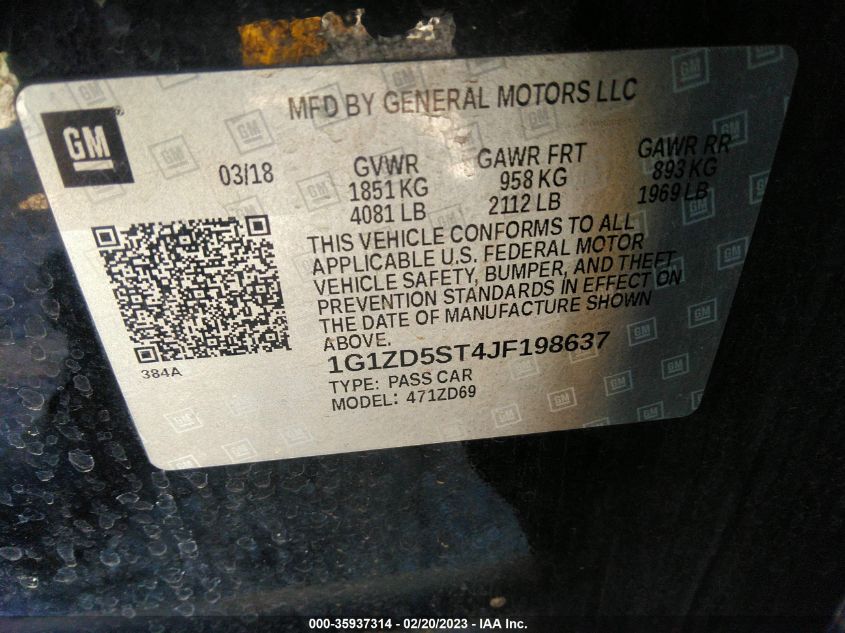 GM
MFD BY GENERAL MOTORS LLC
03/18
GVWR
1851 KG
4081 LB
GAWR FRT
958 KG
2112 LB
GAWR RR
893 KG
1969 LB
THIS VEHICLE CONFORMS TO ALL
APPLICABLE U.S. FEDERAL MOTOR
VEHICLE SAFETY, BUMPER, AND THEFT
PREVENTION STANDARDS IN EFFECT ON
THE DATE OF MANUFACTURE SHOWN
ABOVE.
384A
1G1ZD5ST4JF198637
TYPE: PASS CAR
MODEL: 471ZD69
000-35937314 // 02/20/2023 - IAA Inc.